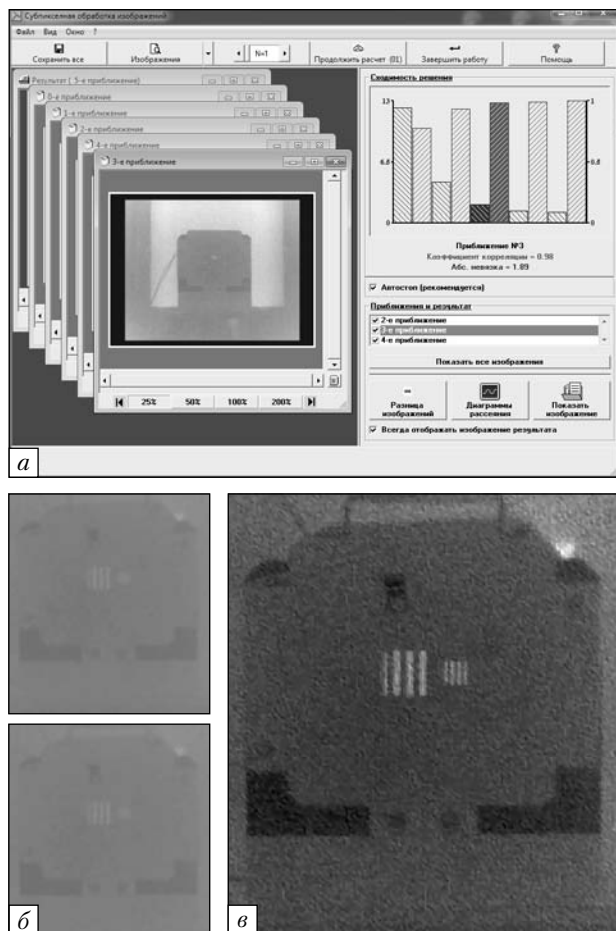 Субпиксельная обработка изображений
Файл Вид Окно ?
Сохранить все Изображения N=1 Продолжить расчет (01) Завершить работу Помощь
Результат ( 5-е приближение)
0-е приближение
1-е приближение
2-е приближение
4-е приближение
3-е приближение
25% 50% 100% 200%
Сходимость решения
13 1
6.8 .4
0 0
Приближение №3
Коэффициент корреляции = 0.98
Абс. невязка = 1.89
Автостоп (рекомендуется)
Приближения и результат
2-е приближение
3-е приближение
4-е приближение
Показать все изображения
Разница изображений
Диаграммы рассеяния
Показать изображение
Всегда отображать изображение результата
а
б
в